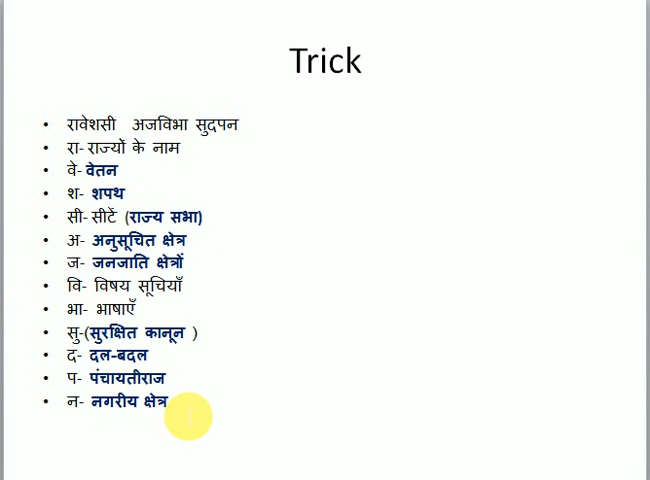 Trick
• रावेशसी अजविभा सुदपन
• रा- राज्यों के नाम
• वे- वेतन
• श- शपथ
• सी- सीटें (राज्य सभा)
• अ- अनुसूचित क्षेत्र
• ज- जनजाति क्षेत्रों
• वि- विषय सूचियाँ
• भा- भाषाएँ
• सु-(सुरक्षित कानून )
• द- दल-बदल
• प- पंचायतीराज
• न- नगरीय क्षेत्र